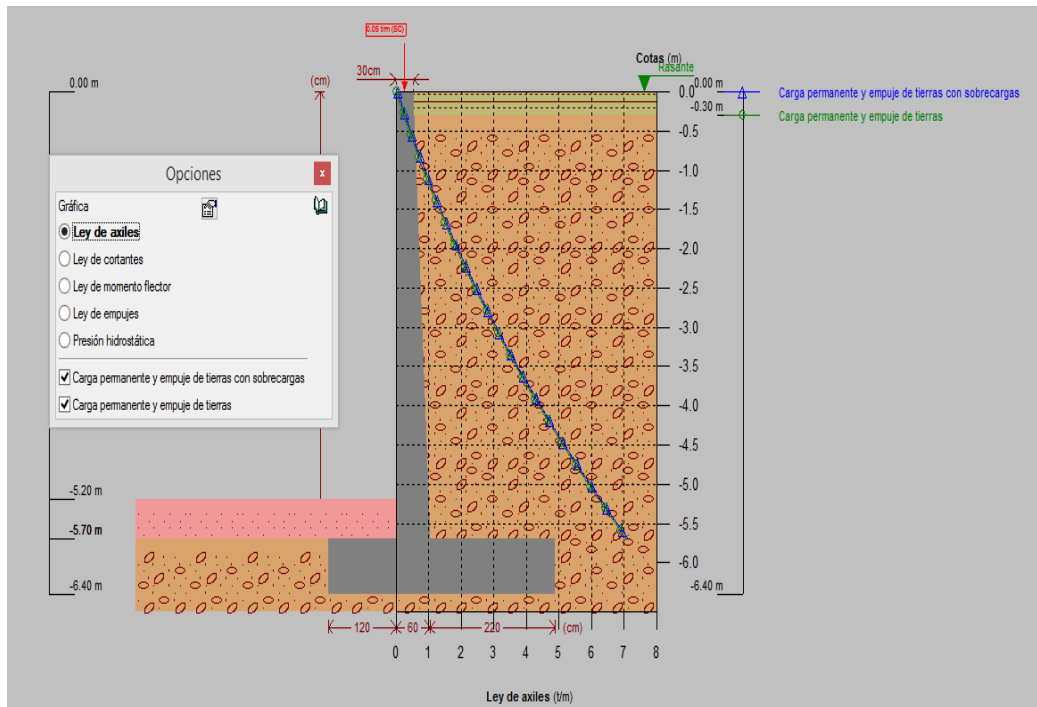 0.05 t/m (SC)
30cm
Cotas (m)
Rasante
0.00 m
(cm)
0.00 m
-0.30 m
0.0
-0.5
-1.0
-1.5
-2.0
-2.5
-3.0
-3.5
-4.0
-4.5
-5.0
-5.5
-6.0
-6.40 m
Carga permanente y empuje de tierras con sobrecargas
Carga permanente y empuje de tierras
Opciones
x
Gráfica
Ley de axiles
Ley de cortantes
Ley de momento flector
Ley de empujes
Presión hidrostática
Carga permanente y empuje de tierras con sobrecargas
Carga permanente y empuje de tierras
-5.20 m
-5.70 m
-6.40 m
120 60 220 (cm)
0 1 2 3 4 5 6 7 8
Ley de axiles (t/m)